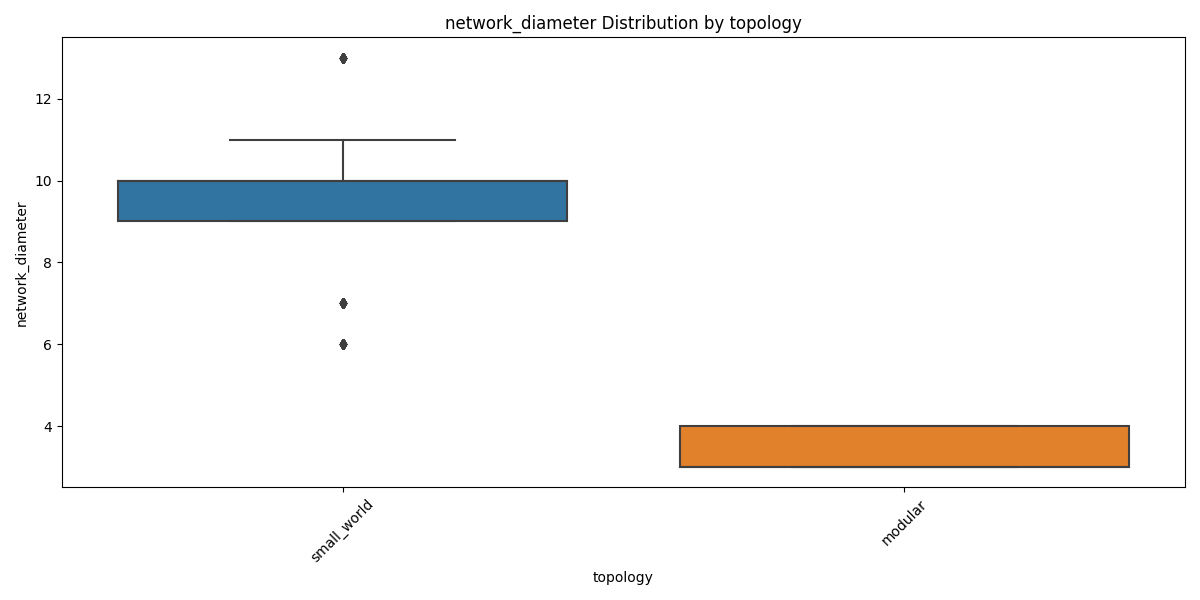 network_diameter Distribution by topology
network_diameter
12
10
8
6
4
small_world
modular
topology